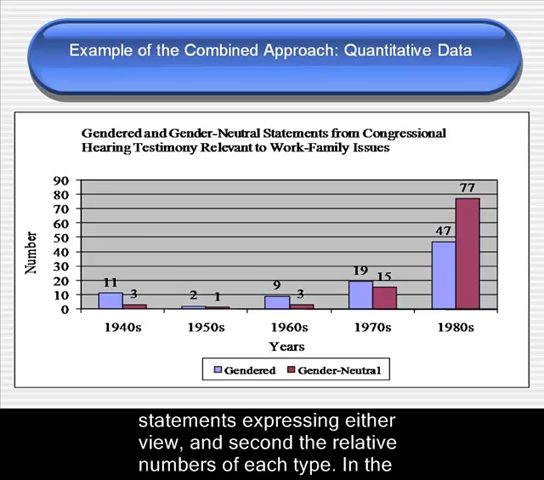 Example of the Combined Approach: Quantitative Data
Gendered and Gender-Neutral Statements from Congressional
Hearing Testimony Relevant to Work-Family Issues
Number
90
80
70
60
50
40
30
20
10
0
11
3
2
1
9
3
19
15
47
77
1940s
1950s
1960s
1970s
1980s
Years
Gendered
Gender-Neutral
statements expressing either
view, and second the relative
numbers of each type. In the